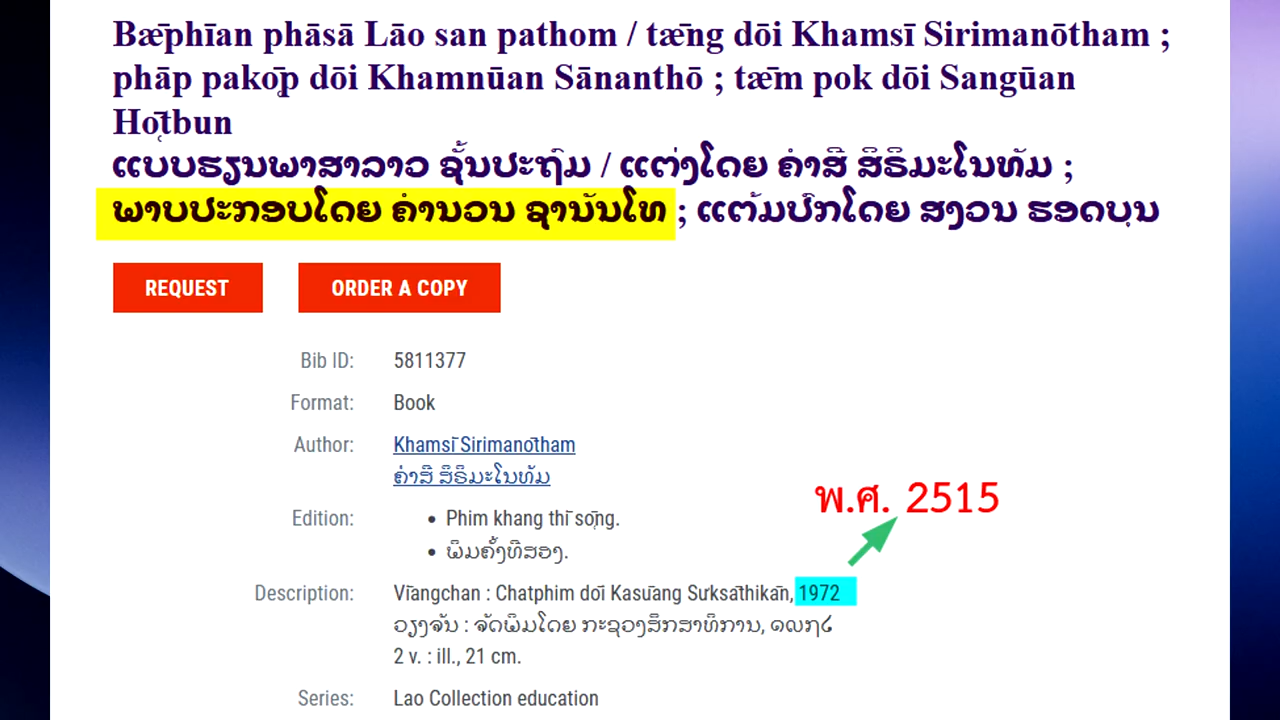 Bǣphīan phāsā Lāo san pathom / tǣng dōi Khamsī Sirimanōtham ;
phāp pakō̜p dōi Khamnūan Sānanthō ; tǣm pok dōi Sangūan
Hō̜tbun
ແບບຮຽນພາສາລາວ ຊັ້ນປະຖົມ / ແຕ່ງໂດຍ ຄຳສີ ສິຣິມະໂນທັມ ;
ພາບປະກອບໂດຍ ຄຳນວນ ຊານັນໂທ ; ແຕ້ມປົກໂດຍ ສງວນ ຮອດບຸນ
REQUEST ORDER A COPY
Bib ID: 5811377
Format: Book
Author: Khamsī Sirimanōtham
ຄຳສີ ສິຣິມະໂນທັມ
พ.ศ. 2515
Edition: • Phim khang thī sō̜ng.
• ພິມຄັ້ງທີສອງ.
Description: Vīangchan : Chatphim dōi Kasūang Sưksāthikān, 1972
ວຽງຈັນ : ຈັດພິມໂດຍ ກະຊວງສຶກສາທິການ, ໑໙໗໒
2 v. : ill., 21 cm.
Series: Lao Collection education